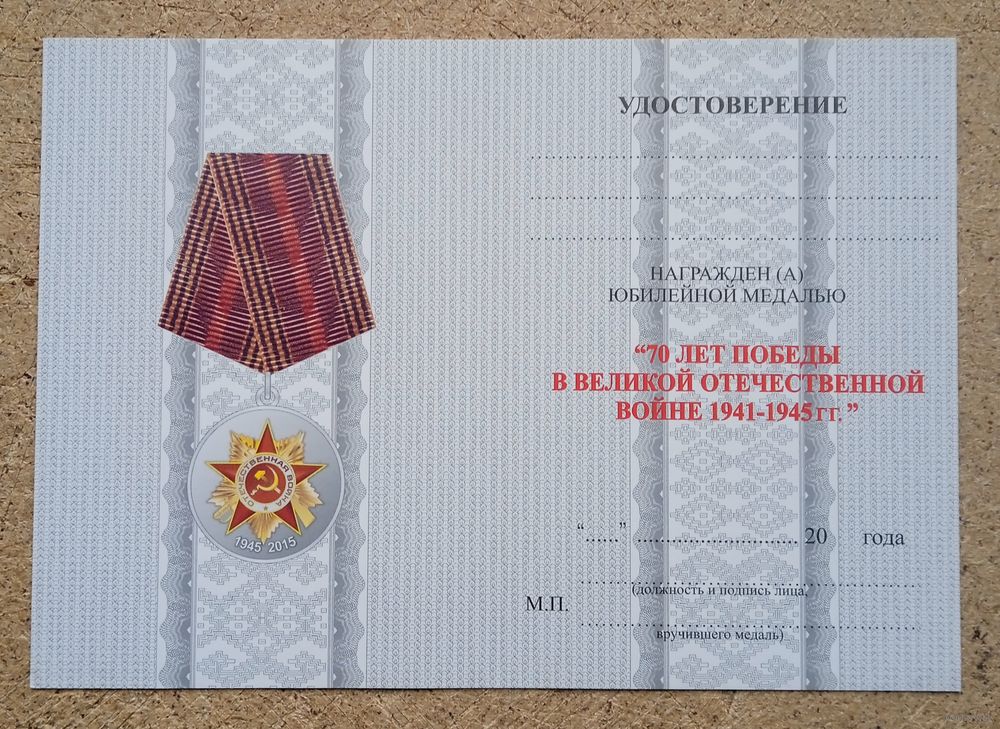 УДОСТОВЕРЕНИЕ
НАГРАЖДЕН (А)
ЮБИЛЕЙНОЙ МЕДАЛЬЮ
“70 ЛЕТ ПОБЕДЫ
В ВЕЛИКОЙ ОТЕЧЕСТВЕННОЙ
ВОЙНЕ 1941-1945 гг.”
ОТЕЧЕСТВЕННАЯ ВОЙНА
1945 2015
“......” ............................ 20 года
(должность и подпись лица,
М.П.
вручившего медаль)